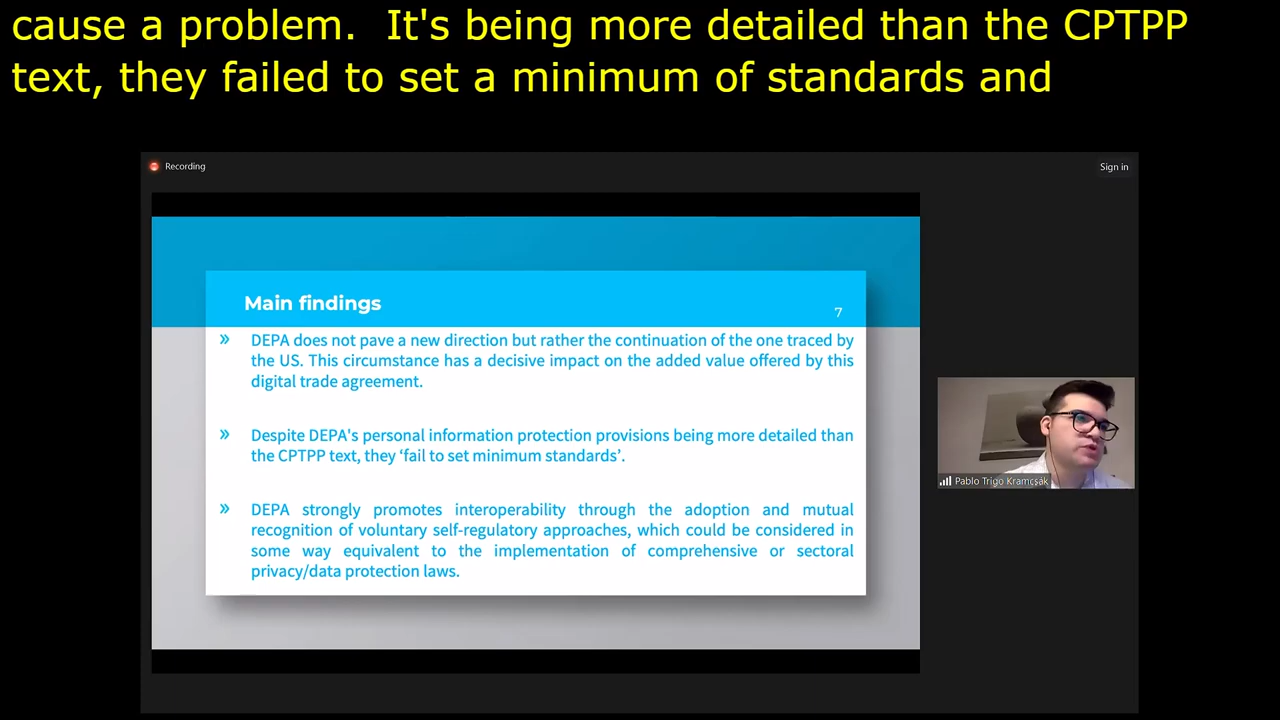 cause a problem.  It's being more detailed than the CPTPP
text, they failed to set a minimum of standards and
Recording
Sign in
Main findings
7
» DEPA does not pave a new direction but rather the continuation of the one traced by
the US. This circumstance has a decisive impact on the added value offered by this
digital trade agreement.
» Despite DEPA's personal information protection provisions being more detailed than
the CPTPP text, they ‘fail to set minimum standards’.
» DEPA strongly promotes interoperability through the adoption and mutual
recognition of voluntary self-regulatory approaches, which could be considered in
some way equivalent to the implementation of comprehensive or sectoral
privacy/data protection laws.
Pablo Trigo Kramcsák